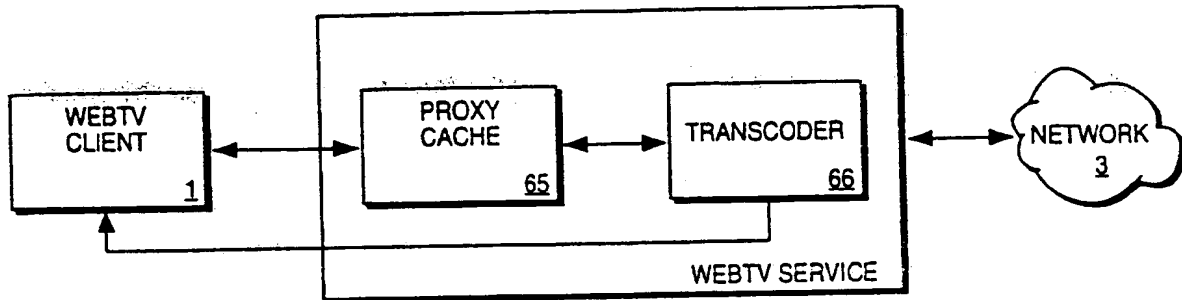 WEBTV
CLIENT
1
PROXY
CACHE
65
TRANSCODER
66
NETWORK
3
WEBTV SERVICE